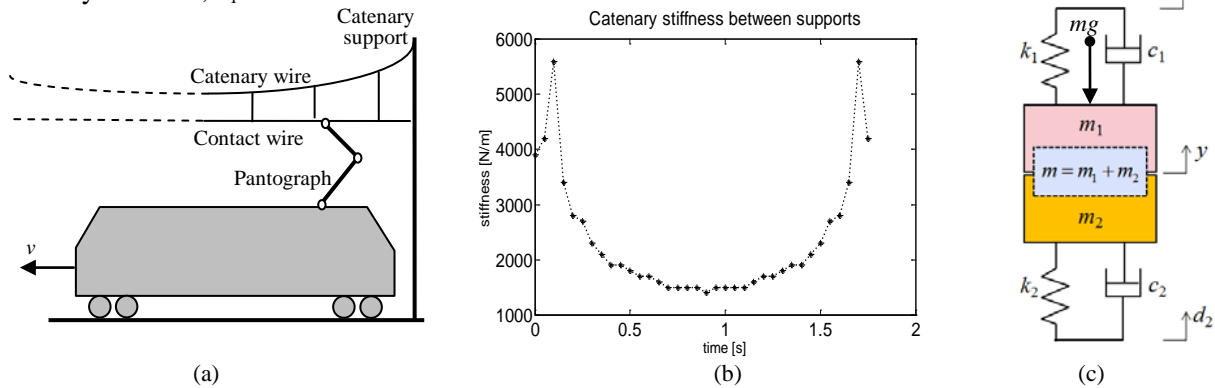 Catenary
support
Catenary wire
Contact wire
Pantograph
v
(a)
Catenary stiffness between supports
6000
5000
4000
3000
2000
1000
stiffness [N/m]
0
0.5
1
1.5
2
time [s]
(b)
mg
k₁
c₁
m₁
y
m = m₁ + m₂
m₂
k₂
c₂
d₂
(c)